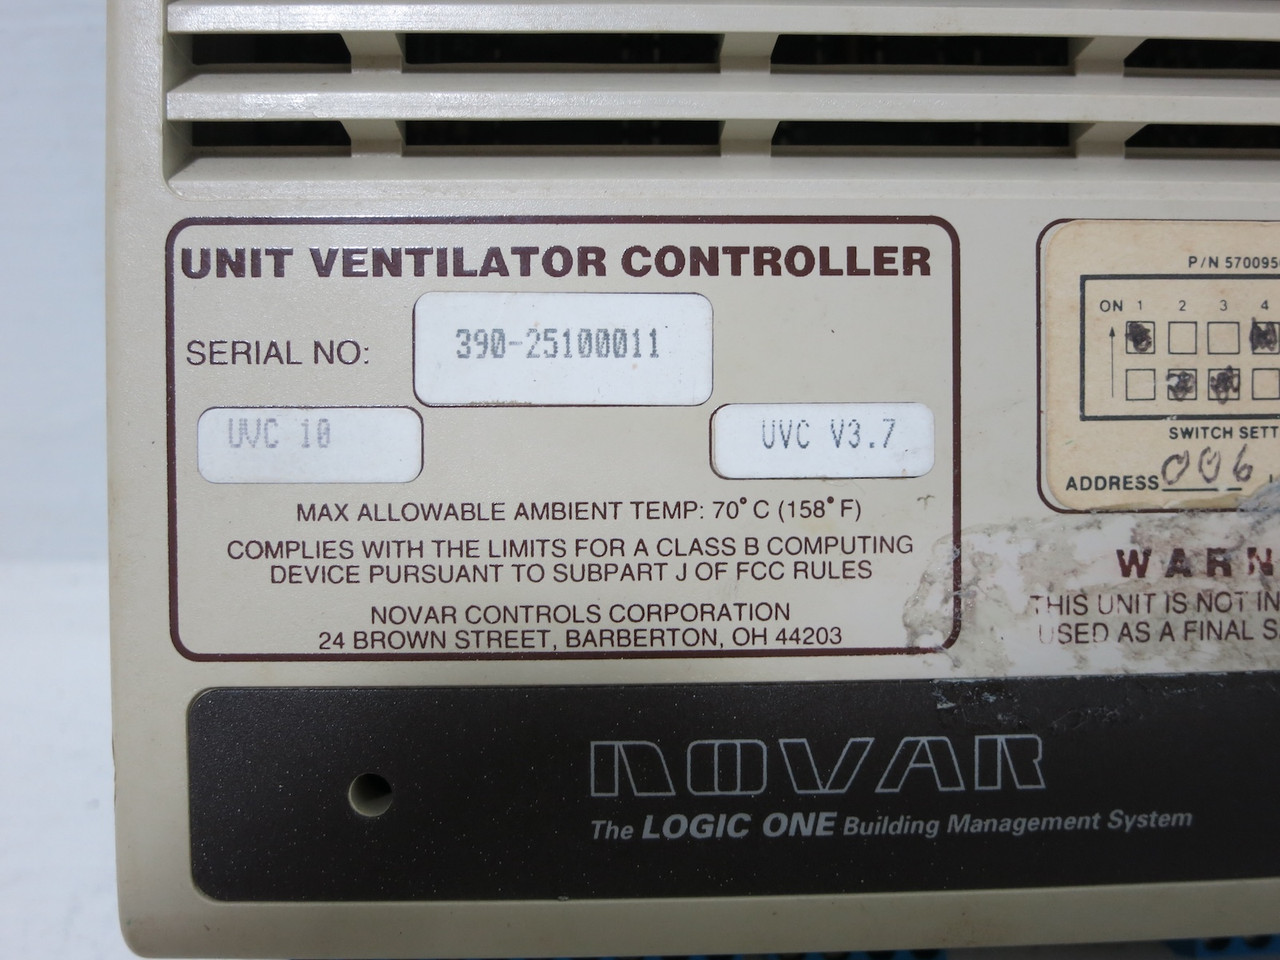 UNIT VENTILATOR CONTROLLER
SERIAL NO: 390-25100011
UVC i0
UVC V3.7
MAX ALLOWABLE AMBIENT TEMP: 70°C (158°F)
COMPLIES WITH THE LIMITS FOR A CLASS B COMPUTING
DEVICE PURSUANT TO SUBPART J OF FCC RULES
NOVAR CONTROLS CORPORATION
24 BROWN STREET, BARBERTON, OH 44203
P/N 570095
ON 1 2 3 4
SWITCH SETT
ADDRESS 006
WARN
THIS UNIT IS NOT IN
USED AS A FINAL S
NOVAR
The LOGIC ONE Building Management System